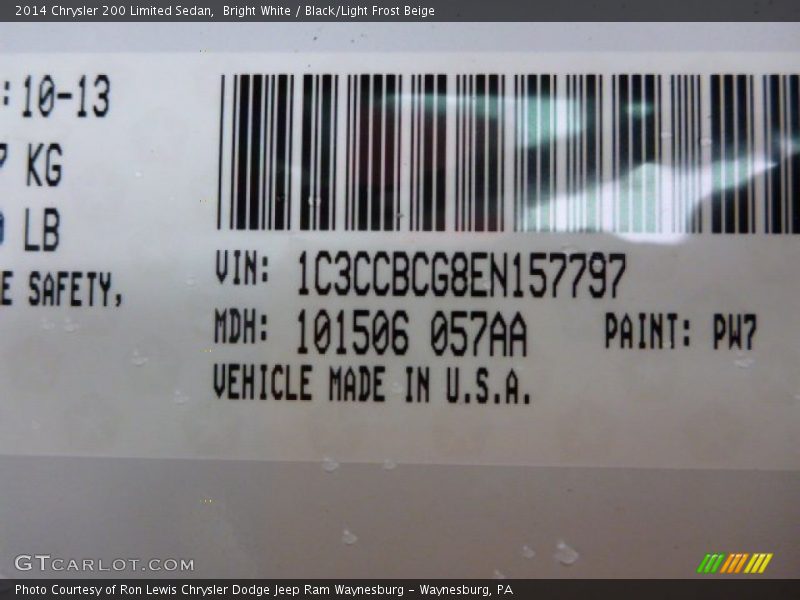 2014 Chrysler 200 Limited Sedan,  Bright White / Black/Light Frost Beige
:10-13
KG
LB
E SAFETY,
VIN: 1C3CCBCG8EN157797
MDH: 101506 057AA PAINT: PW7
VEHICLE MADE IN U.S.A.
GTCARLOT.COM
Photo Courtesy of Ron Lewis Chrysler Dodge Jeep Ram Waynesburg - Waynesburg, PA